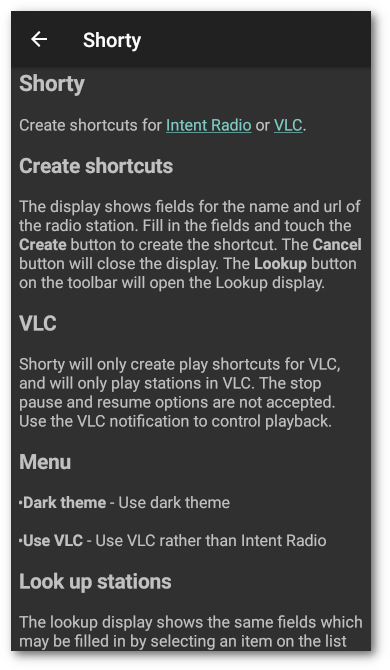 Shorty
Shorty
Create shortcuts for Intent Radio or VLC.
Create shortcuts
The display shows fields for the name and url of
the radio station. Fill in the fields and touch the
Create button to create the shortcut. The Cancel
button will close the display. The Lookup button
on the toolbar will open the Lookup display.
VLC
Shorty will only create play shortcuts for VLC,
and will only play stations in VLC. The stop
pause and resume options are not accepted.
Use the VLC notification to control playback.
Menu
•Dark theme - Use dark theme
•Use VLC - Use VLC rather than Intent Radio
Look up stations
The lookup display shows the same fields which
may be filled in by selecting an item on the list